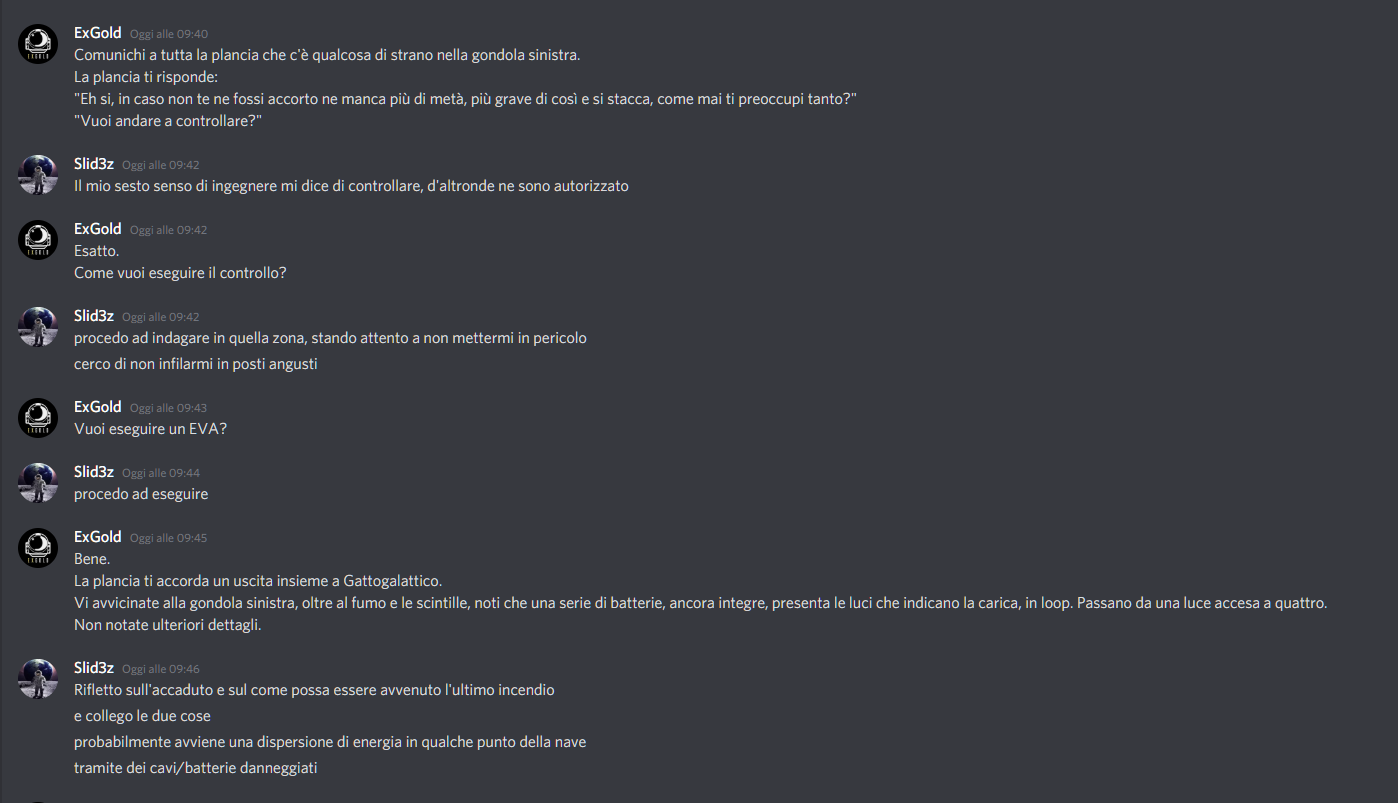 ExGold Oggi alle 09:40
Comunichi a tutta la plancia che c'è qualcosa di strano nella gondola sinistra.
La plancia ti risponde:
"Eh si, in caso non te ne fossi accorto ne manca più di metà, più grave di così e si stacca, come mai ti preoccupi tanto?"
"Vuoi andare a controllare?"
Slid3z Oggi alle 09:42
Il mio sesto senso di ingegnere mi dice di controllare, d'altronde ne sono autorizzato
ExGold Oggi alle 09:42
Esatto.
Come vuoi eseguire il controllo?
Slid3z Oggi alle 09:42
procedo ad indagare in quella zona, stando attento a non mettermi in pericolo
cerco di non infilarmi in posti angusti
ExGold Oggi alle 09:43
Vuoi eseguire un EVA?
Slid3z Oggi alle 09:44
procedo ad eseguire
ExGold Oggi alle 09:45
Bene.
La plancia ti accorda un uscita insieme a Gattogalattico.
Vi avvicinate alla gondola sinistra, oltre al fumo e le scintille, noti che una serie di batterie, ancora integre, presenta le luci che indicano la carica, in loop. Passano da una luce accesa a quattro.
Non notate ulteriori dettagli.
Slid3z Oggi alle 09:46
Rifletto sull'accaduto e sul come possa essere avvenuto l'ultimo incendio
e collego le due cose
probabilmente avviene una dispersione di energia in qualche punto della nave
tramite dei cavi/batterie danneggiati